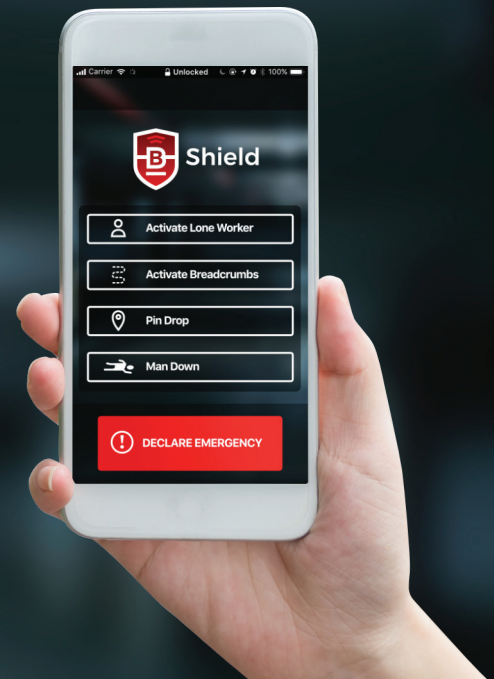 Carrier
Unlocked
100%
B
Shield
Activate Lone Worker
Activate Breadcrumbs
Pin Drop
Man Down
DECLARE EMERGENCY